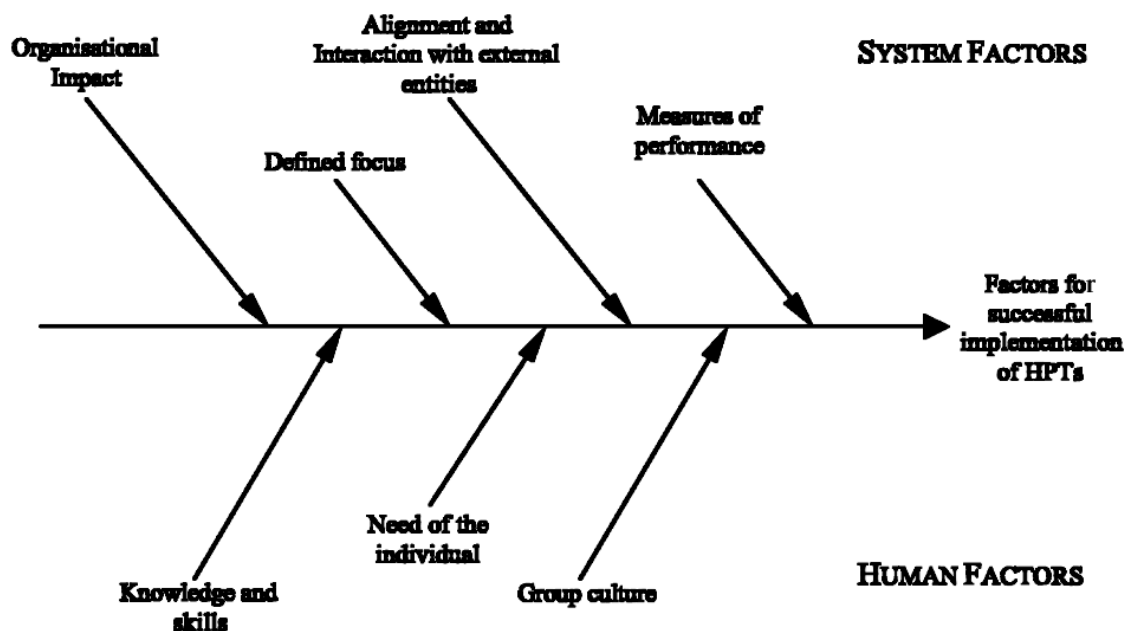 Organisational
Impact
Alignment and
Interaction with external
entities
SYSTEM FACTORS
Defined focus
Measures of
performance
Factors for
successful
implementation
of HPTs
Need of the
individual
Knowledge and
skills
Group culture
HUMAN FACTORS